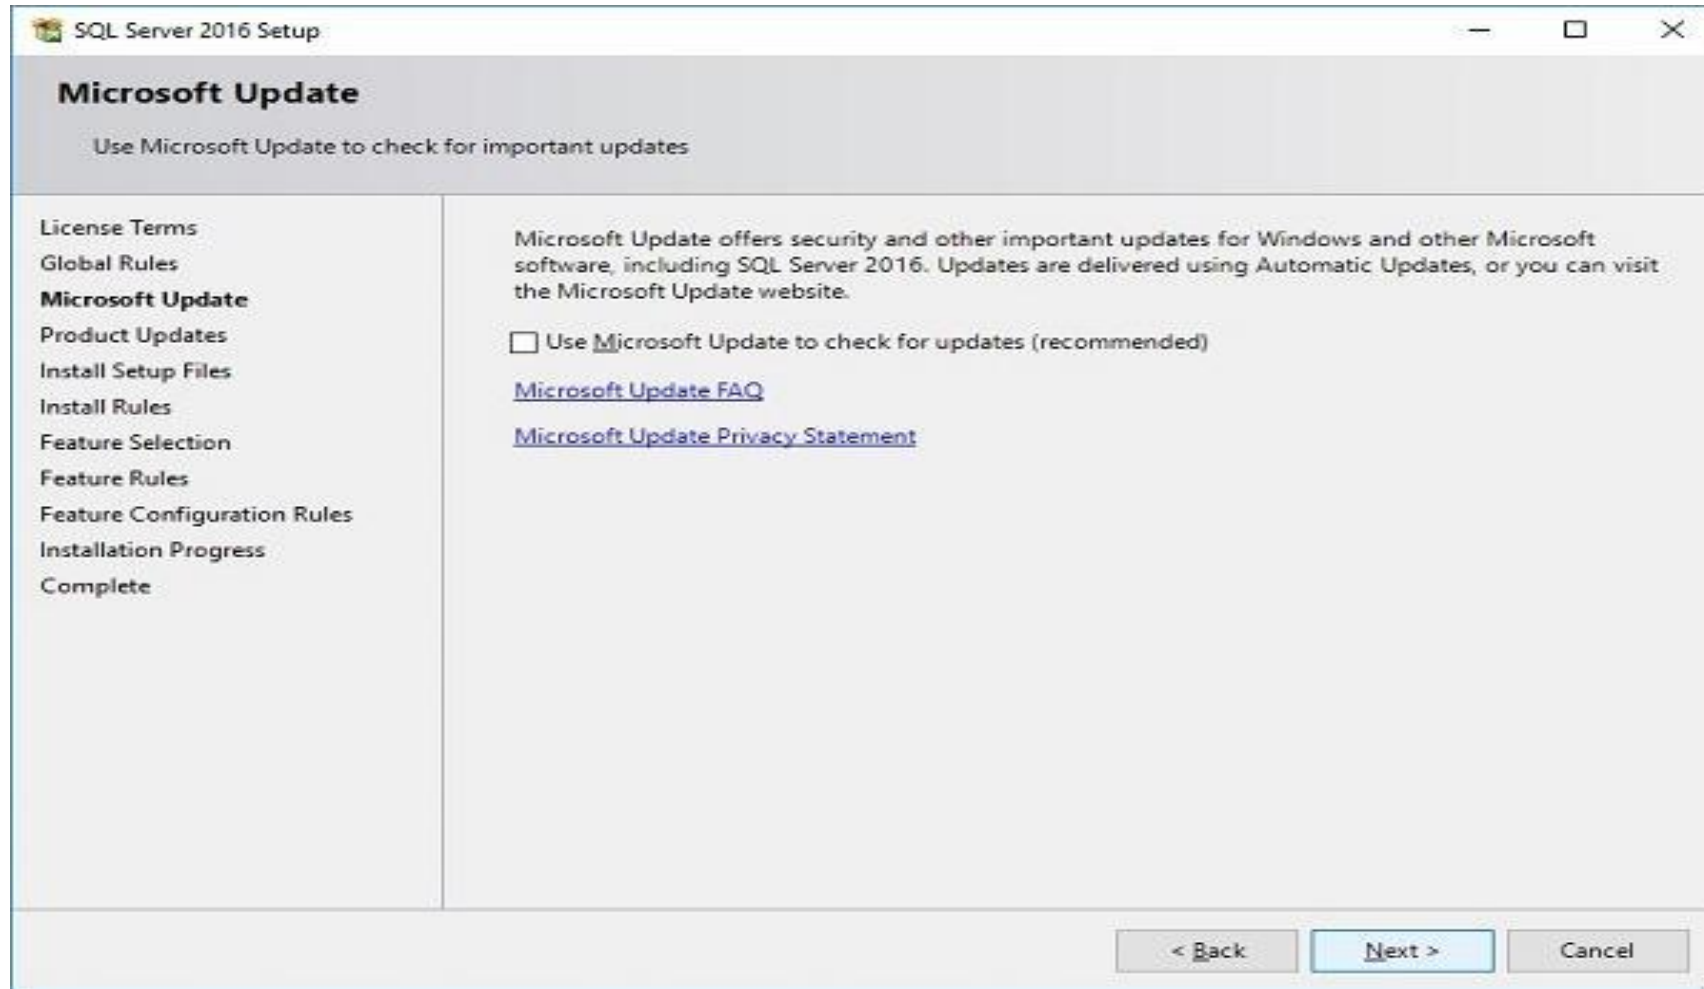 SQL Server 2016 Setup
Microsoft Update
Use Microsoft Update to check for important updates
License Terms
Global Rules
Microsoft Update
Product Updates
Install Setup Files
Install Rules
Feature Selection
Feature Rules
Feature Configuration Rules
Installation Progress
Complete
Microsoft Update offers security and other important updates for Windows and other Microsoft
software, including SQL Server 2016. Updates are delivered using Automatic Updates, or you can visit
the Microsoft Update website.
Use Microsoft Update to check for updates (recommended)
Microsoft Update FAQ
Microsoft Update Privacy Statement
< Back
Next >
Cancel